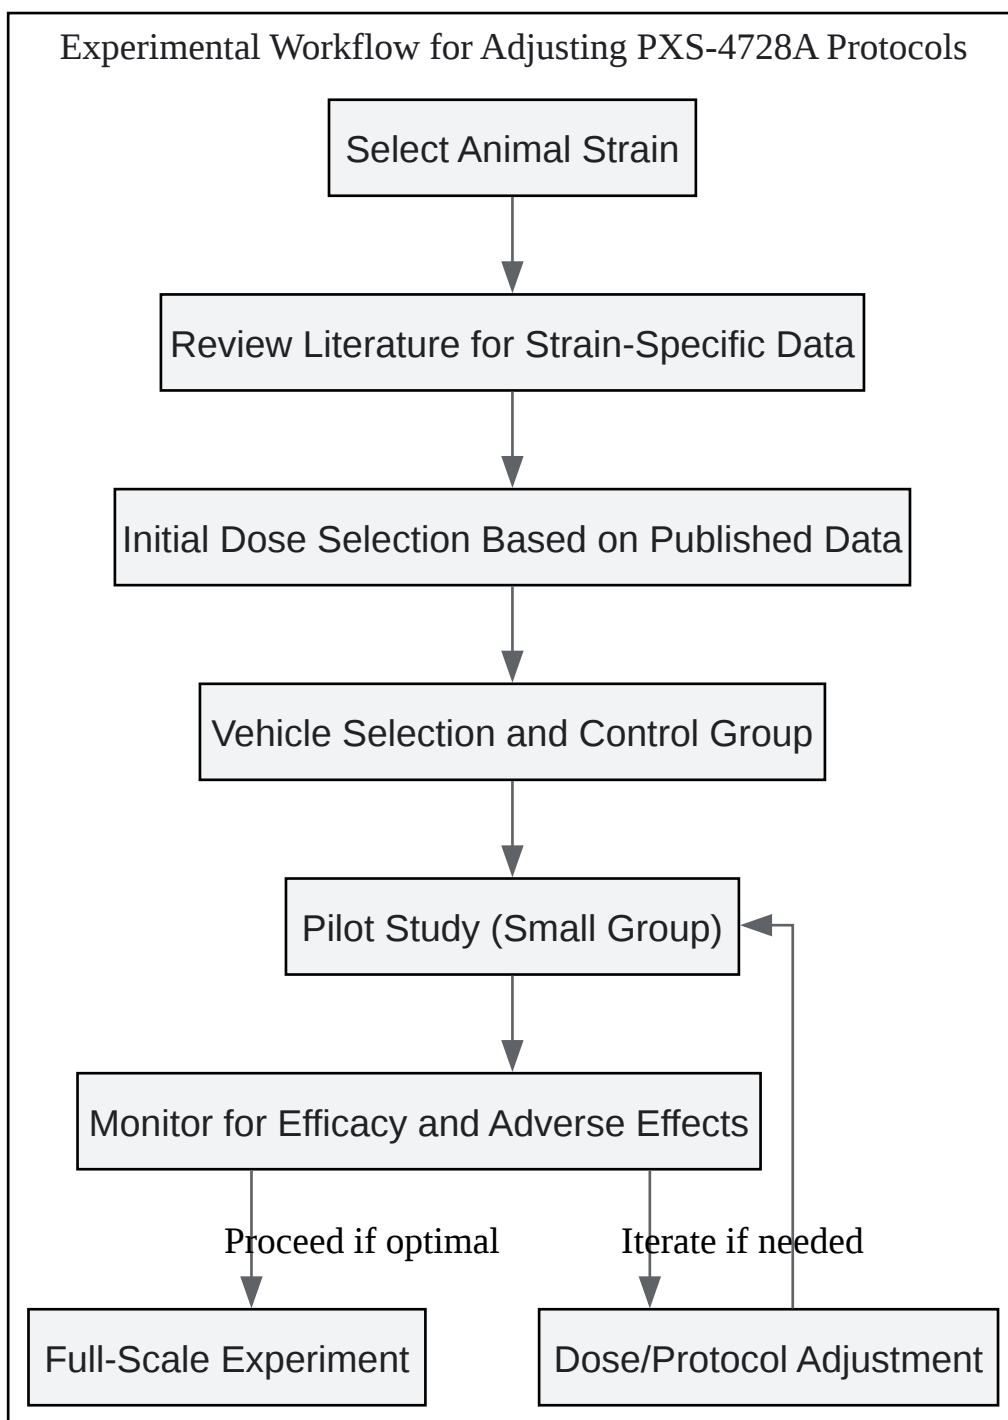 Experimental Workflow for Adjusting PXS-4728A Protocols
Select Animal Strain
Review Literature for Strain-Specific Data
Initial Dose Selection Based on Published Data
Vehicle Selection and Control Group
Pilot Study (Small Group)
Monitor for Efficacy and Adverse Effects
Proceed if optimal
Iterate if needed
Full-Scale Experiment
Dose/Protocol Adjustment